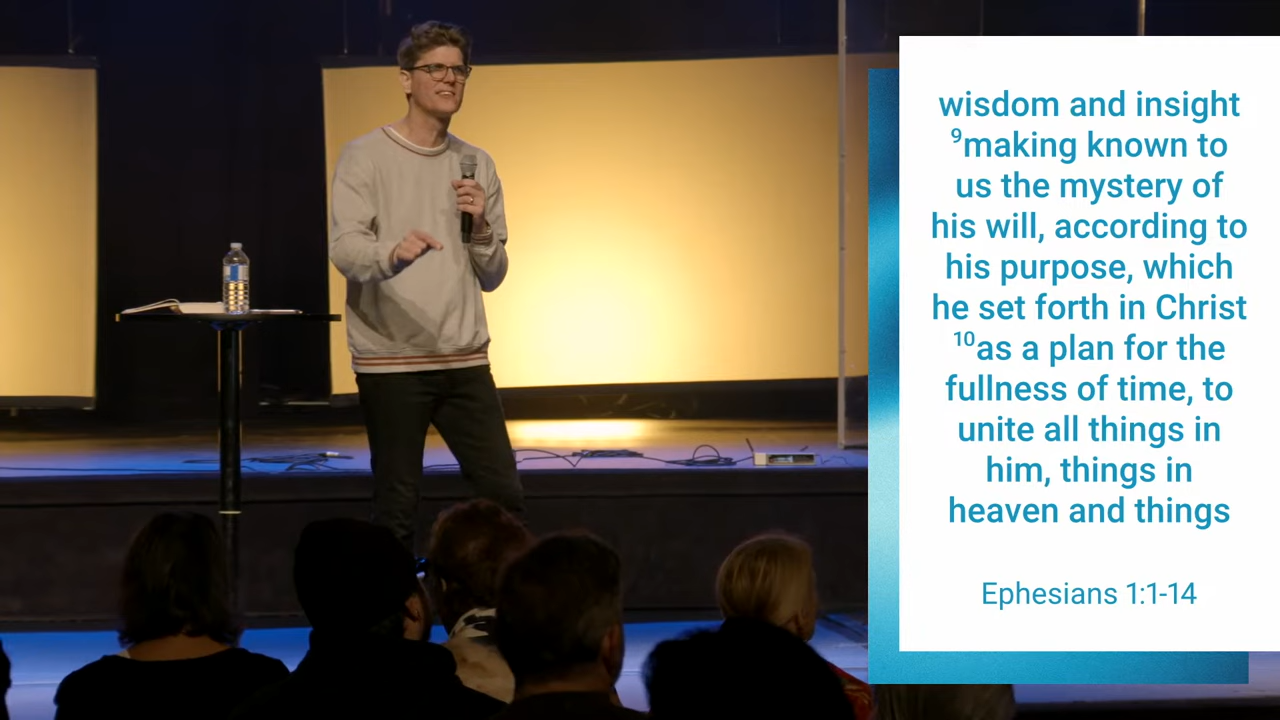 wisdom and insight
⁹making known to
us the mystery of
his will, according to
his purpose, which
he set forth in Christ
¹⁰as a plan for the
fullness of time, to
unite all things in
him, things in
heaven and things
Ephesians 1:1-14